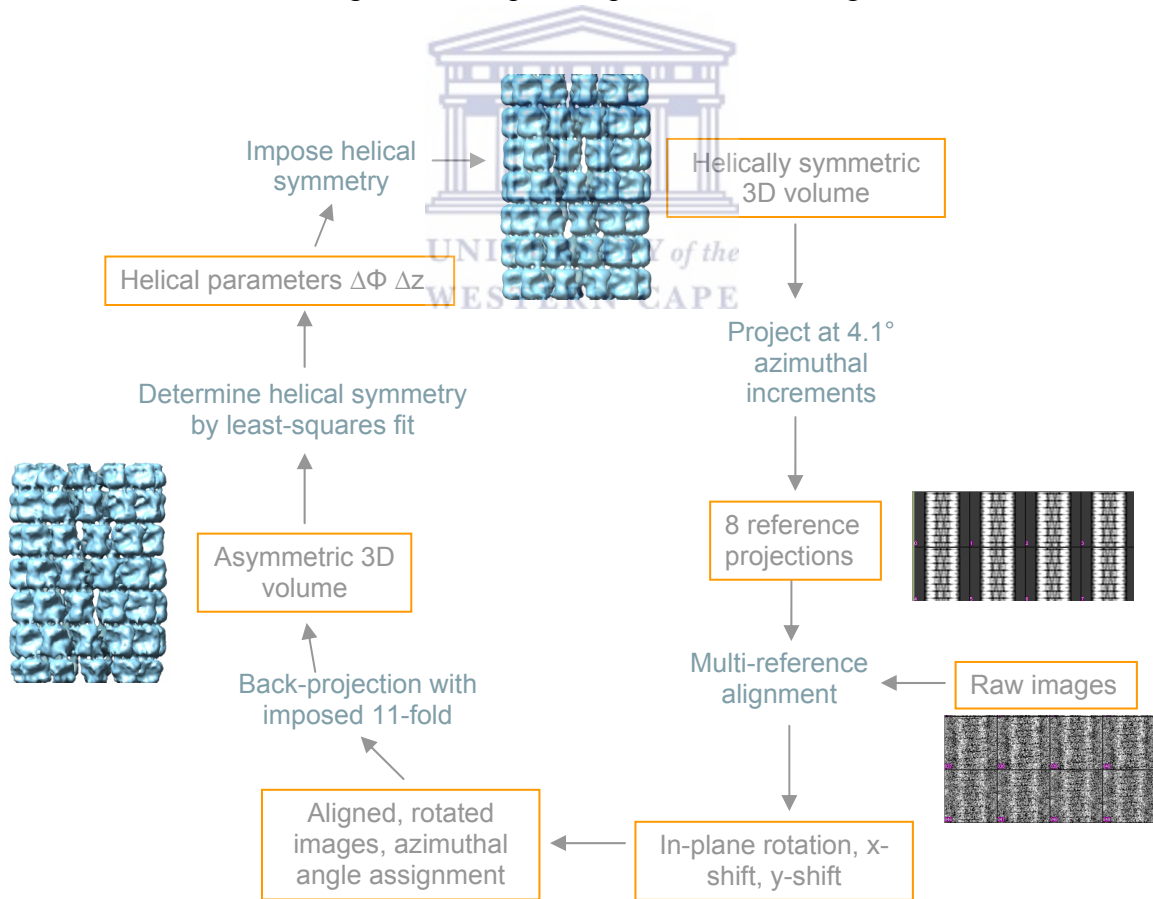 Impose helical
symmetry
Helically symmetric
3D volume
UNIVERSITY of the
WESTERN CAPE
Helical parameters ΔΦ Δz
Project at 4.1°
azimuthal
increments
Determine helical symmetry
by least-squares fit
8 reference
projections
Asymmetric 3D
volume
Multi-reference
alignment
Raw images
Back-projection with
imposed 11-fold
Aligned, rotated
images, azimuthal
angle assignment
In-plane rotation, x-
shift, y-shift